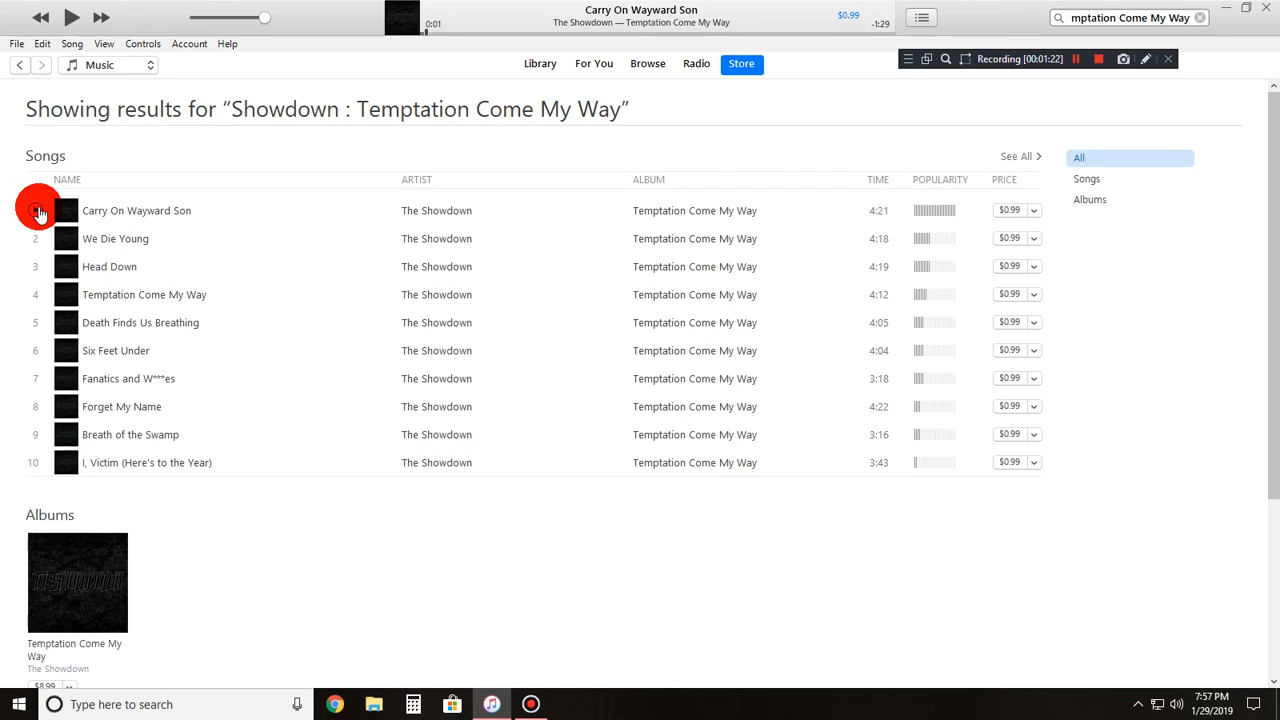 Carry On Wayward Son
The Showdown — Temptation Come My Way
0:01
$0.99
-1:29
mptation Come My Way
File Edit Song View Controls Account Help
Music
Library For You Browse Radio Store
Recording [00:01:22]
Showing results for “Showdown : Temptation Come My Way”
Songs
See All
All
Songs
Albums
NAME ARTIST ALBUM TIME POPULARITY PRICE
Carry On Wayward Son The Showdown Temptation Come My Way 4:21 $0.99
2 We Die Young The Showdown Temptation Come My Way 4:18 $0.99
3 Head Down The Showdown Temptation Come My Way 4:19 $0.99
4 Temptation Come My Way The Showdown Temptation Come My Way 4:12 $0.99
5 Death Finds Us Breathing The Showdown Temptation Come My Way 4:05 $0.99
6 Six Feet Under The Showdown Temptation Come My Way 4:04 $0.99
7 Fanatics and W***es The Showdown Temptation Come My Way 3:18 $0.99
8 Forget My Name The Showdown Temptation Come My Way 4:22 $0.99
9 Breath of the Swamp The Showdown Temptation Come My Way 3:16 $0.99
10 I, Victim (Here's to the Year) The Showdown Temptation Come My Way 3:43 $0.99
Albums
Temptation Come My
Way
The Showdown
$8.99
Type here to search
7:57 PM
1/29/2019